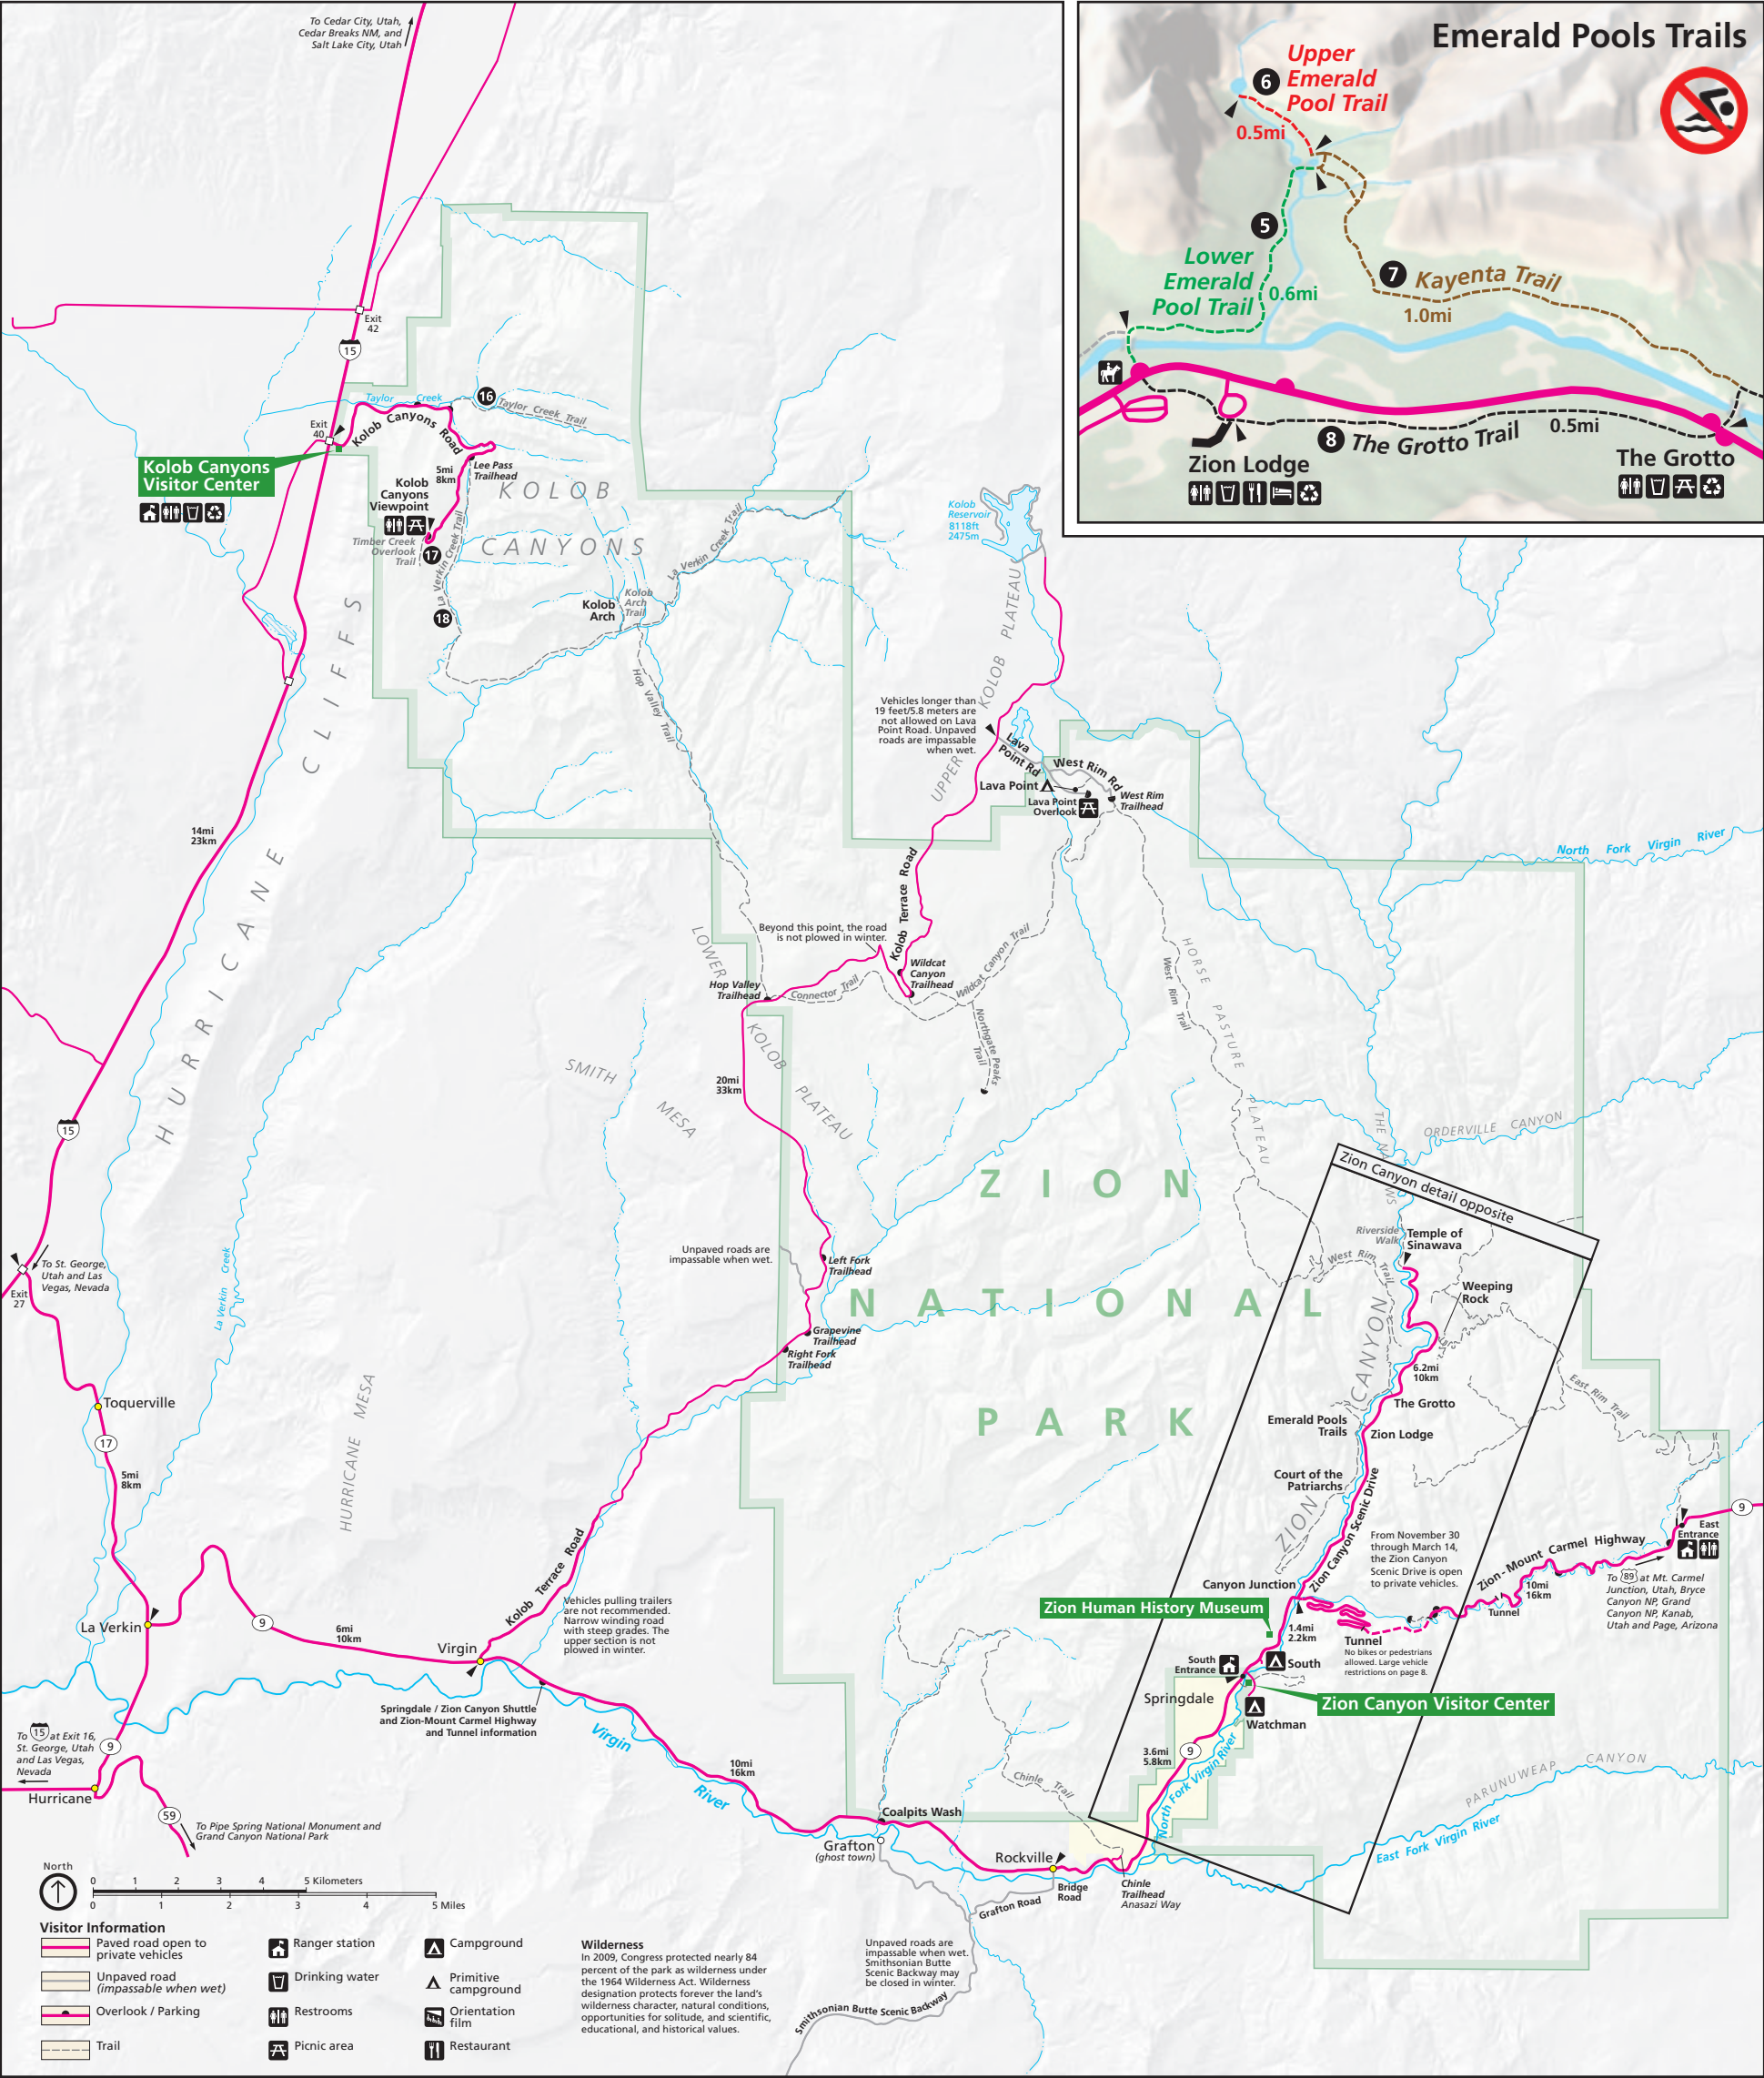 To Cedar City, Utah,
Cedar Breaks NM, and
Salt Lake City, Utah
Emerald Pools Trails
6
Upper
Emerald
Pool Trail
0.5mi
5
Lower
Emerald
Pool Trail
0.6mi
7
Kayenta Trail
1.0mi
8
The Grotto Trail
0.5mi
Zion Lodge
The Grotto
Exit
42
15
Taylor Creek
16
Taylor Creek Trail
Exit
40
Kolob Canyons Road
Kolob Canyons
Visitor Center
5mi
8km
Lee Pass
Trailhead
Kolob
Canyons
Viewpoint
Timber Creek
Overlook
Trail
17
La Verkin Creek Trail
18
KOLOB
CANYONS
Kolob
Arch
Kolob
Arch
Trail
La Verkin Creek Trail
Hop Valley Trail
Kolob
Reservoir
8118ft
2475m
UPPER KOLOB PLATEAU
Vehicles longer than
19 feet/5.8 meters are
not allowed on Lava
Point Road. Unpaved
roads are impassable
when wet.
Lava
Point Rd
West Rim Rd
Lava Point
Lava Point
Overlook
West Rim
Trailhead
14mi
23km
HURRICANE CLIFFS
North Fork Virgin River
Kolob Terrace Road
Beyond this point, the road
is not plowed in winter.
Wildcat
Canyon
Trailhead
Wildcat Canyon Trail
Hop Valley
Trailhead
Connector Trail
Northgate Peaks
Trail
West Rim Trail
HORSE PASTURE PLATEAU
LOWER KOLOB PLATEAU
20mi
33km
SMITH
MESA
15
ORDERVILLE CANYON
Zion Canyon detail opposite
ZION
NATIONAL
PARK
Unpaved roads are
impassable when wet.
Left Fork
Trailhead
Grapevine
Trailhead
Right Fork
Trailhead
Riverside
Walk
Temple of
Sinawava
West Rim Trail
Weeping
Rock
6.2mi
10km
The Grotto
Emerald Pools
Trails
Zion Lodge
East Rim Trail
Court of the
Patriarchs
ZION CANYON
Zion Canyon Scenic Drive
From November 30
through March 14,
the Zion Canyon
Scenic Drive is open
to private vehicles.
Canyon Junction
Zion Human History Museum
1.4mi
2.2km
Zion - Mount Carmel Highway
10mi
16km
Tunnel
Tunnel
No bikes or pedestrians
allowed. Large vehicle
restrictions on page 8.
East
Entrance
9
To 89 at Mt. Carmel
Junction, Utah, Bryce
Canyon NP, Grand
Canyon NP, Kanab,
Utah and Page, Arizona
South
Entrance
South
Springdale
Zion Canyon Visitor Center
Watchman
3.6mi
5.8km
9
North Fork Virgin River
PARUNUWEAP CANYON
East Fork Virgin River
Exit
27
To St. George,
Utah and Las
Vegas, Nevada
La Verkin Creek
Toquerville
17
5mi
8km
HURRICANE MESA
La Verkin
9
6mi
10km
Virgin
Kolob Terrace Road
Vehicles pulling trailers
are not recommended.
Narrow winding road
with steep grades. The
upper section is not
plowed in winter.
Springdale / Zion Canyon Shuttle
and Zion-Mount Carmel Highway
and Tunnel information
Virgin River
10mi
16km
To 15 at Exit 16,
St. George, Utah
and Las Vegas,
Nevada
9
Hurricane
59
To Pipe Spring National Monument and
Grand Canyon National Park
Chinle Trail
Coalpits Wash
Grafton
(ghost town)
Rockville
Bridge
Road
Chinle
Trailhead
Anasazi Way
Grafton Road
Unpaved roads are
impassable when wet.
Smithsonian Butte
Scenic Backway may
be closed in winter.
Smithsonian Butte Scenic Backway
North
0 1 2 3 4 5 Kilometers
0 1 2 3 4 5 Miles
Visitor Information
Paved road open to
private vehicles
Unpaved road
(impassable when wet)
Overlook / Parking
Trail
Ranger station
Drinking water
Restrooms
Picnic area
Campground
Primitive
campground
Orientation
film
Restaurant
Wilderness
In 2009, Congress protected nearly 84
percent of the park as wilderness under
the 1964 Wilderness Act. Wilderness
designation protects forever the land's
wilderness character, natural conditions,
opportunities for solitude, and scientific,
educational, and historical values.